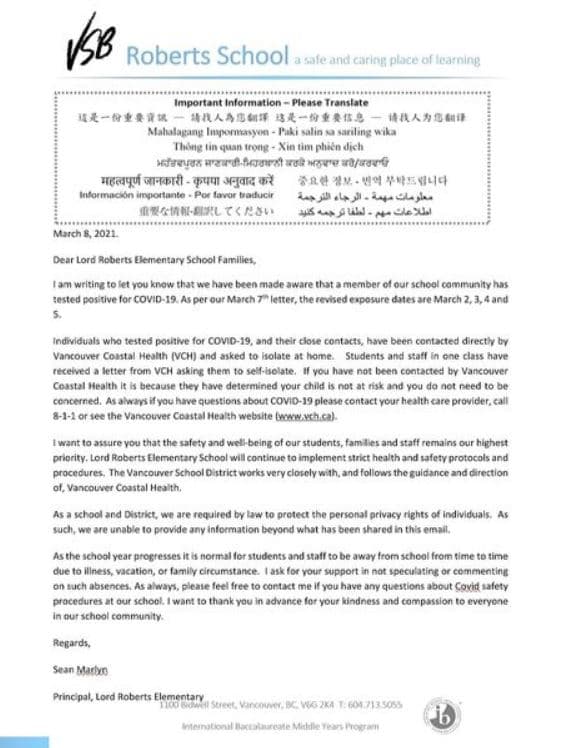 VSB
Roberts School a safe and caring place of learning
Important Information – Please Translate
這是一份重要資訊 — 請找人為您翻譯 这是一份重要信息 — 请找人为您翻译
Mahalagang Impormasyon - Paki salin sa sariling wika
Thông tin quan trọng - Xin tìm phiên dịch
ਮਹੱਤਵਪੂਰਨ ਜਾਣਕਾਰੀ-ਮਿਹਰਬਾਨੀ ਕਰਕੇ ਅਨੁਵਾਦ ਕਰੋ/ਕਰਵਾਓ
महत्वपूर्ण जानकारी - कृपया अनुवाद करें 중요한 정보 - 번역 부탁드립니다
Información importante - Por favor traducir معلومات مهمة - الرجاء الترجمة
重要な情報-翻訳してください اطلاعات مهم - لطفا ترجمه کنید
March 8, 2021.
Dear Lord Roberts Elementary School Families,
I am writing to let you know that we have been made aware that a member of our school community has
tested positive for COVID-19. As per our March 7th letter, the revised exposure dates are March 2, 3, 4 and
5.
Individuals who tested positive for COVID-19, and their close contacts, have been contacted directly by
Vancouver Coastal Health (VCH) and asked to isolate at home. Students and staff in one class have
received a letter from VCH asking them to self-isolate. If you have not been contacted by Vancouver
Coastal Health it is because they have determined your child is not at risk and you do not need to be
concerned. As always if you have questions about COVID-19 please contact your health care provider, call
8-1-1 or see the Vancouver Coastal Health website (www.vch.ca).
I want to assure you that the safety and well-being of our students, families and staff remains our highest
priority. Lord Roberts Elementary School will continue to implement strict health and safety protocols and
procedures. The Vancouver School District works very closely with, and follows the guidance and direction
of, Vancouver Coastal Health.
As a school and District, we are required by law to protect the personal privacy rights of individuals. As
such, we are unable to provide any information beyond what has been shared in this email.
As the school year progresses it is normal for students and staff to be away from school from time to time
due to illness, vacation, or family circumstance. I ask for your support in not speculating or commenting
on such absences. As always, please feel free to contact me if you have any questions about Covid safety
procedures at our school. I want to thank you in advance for your kindness and compassion to everyone
in our school community.
Regards,
Sean Marlyn
Principal, Lord Roberts Elementary
1100 Bidwell Street, Vancouver, BC, V6G 2K4 T: 604.713.5055
International Baccalaureate Middle Years Program
ib